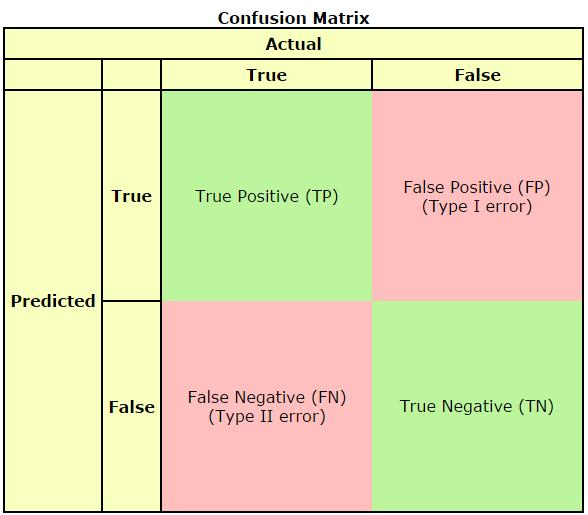 Confusion Matrix
Actual
True False
True True Positive (TP) False Positive (FP)
(Type I error)
Predicted
False False Negative (FN)
(Type II error) True Negative (TN)